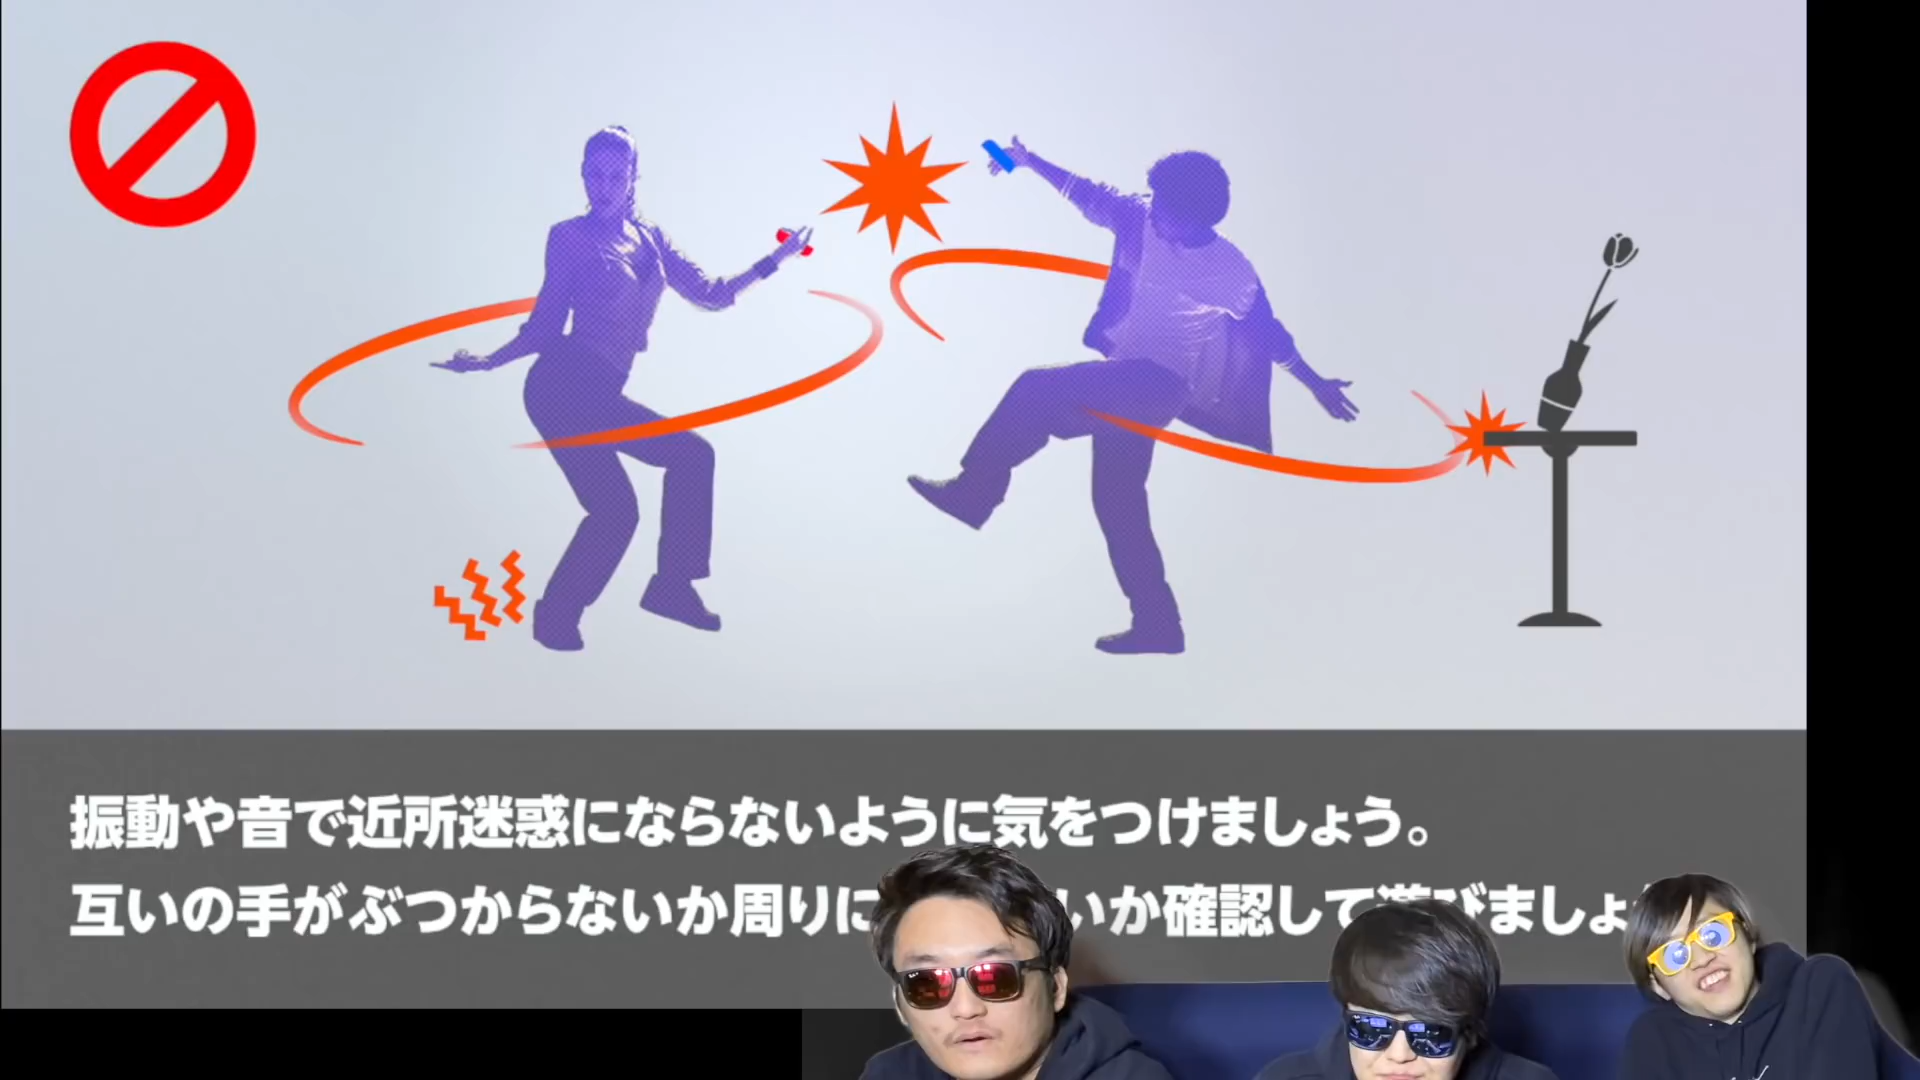 振動や音で近所迷惑にならないように気をつけましょう。
互いの手がぶつからないか周りに いか確認して遊びましょ